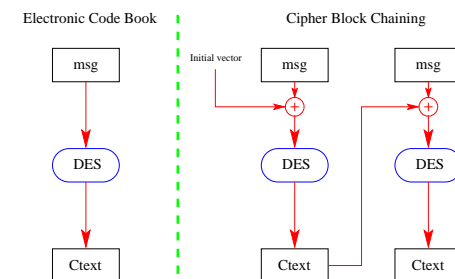 Electronic Code Book
Cipher Block Chaining
msg
Initial vector
msg
msg
DES
DES
DES
Ctext
Ctext
Ctext